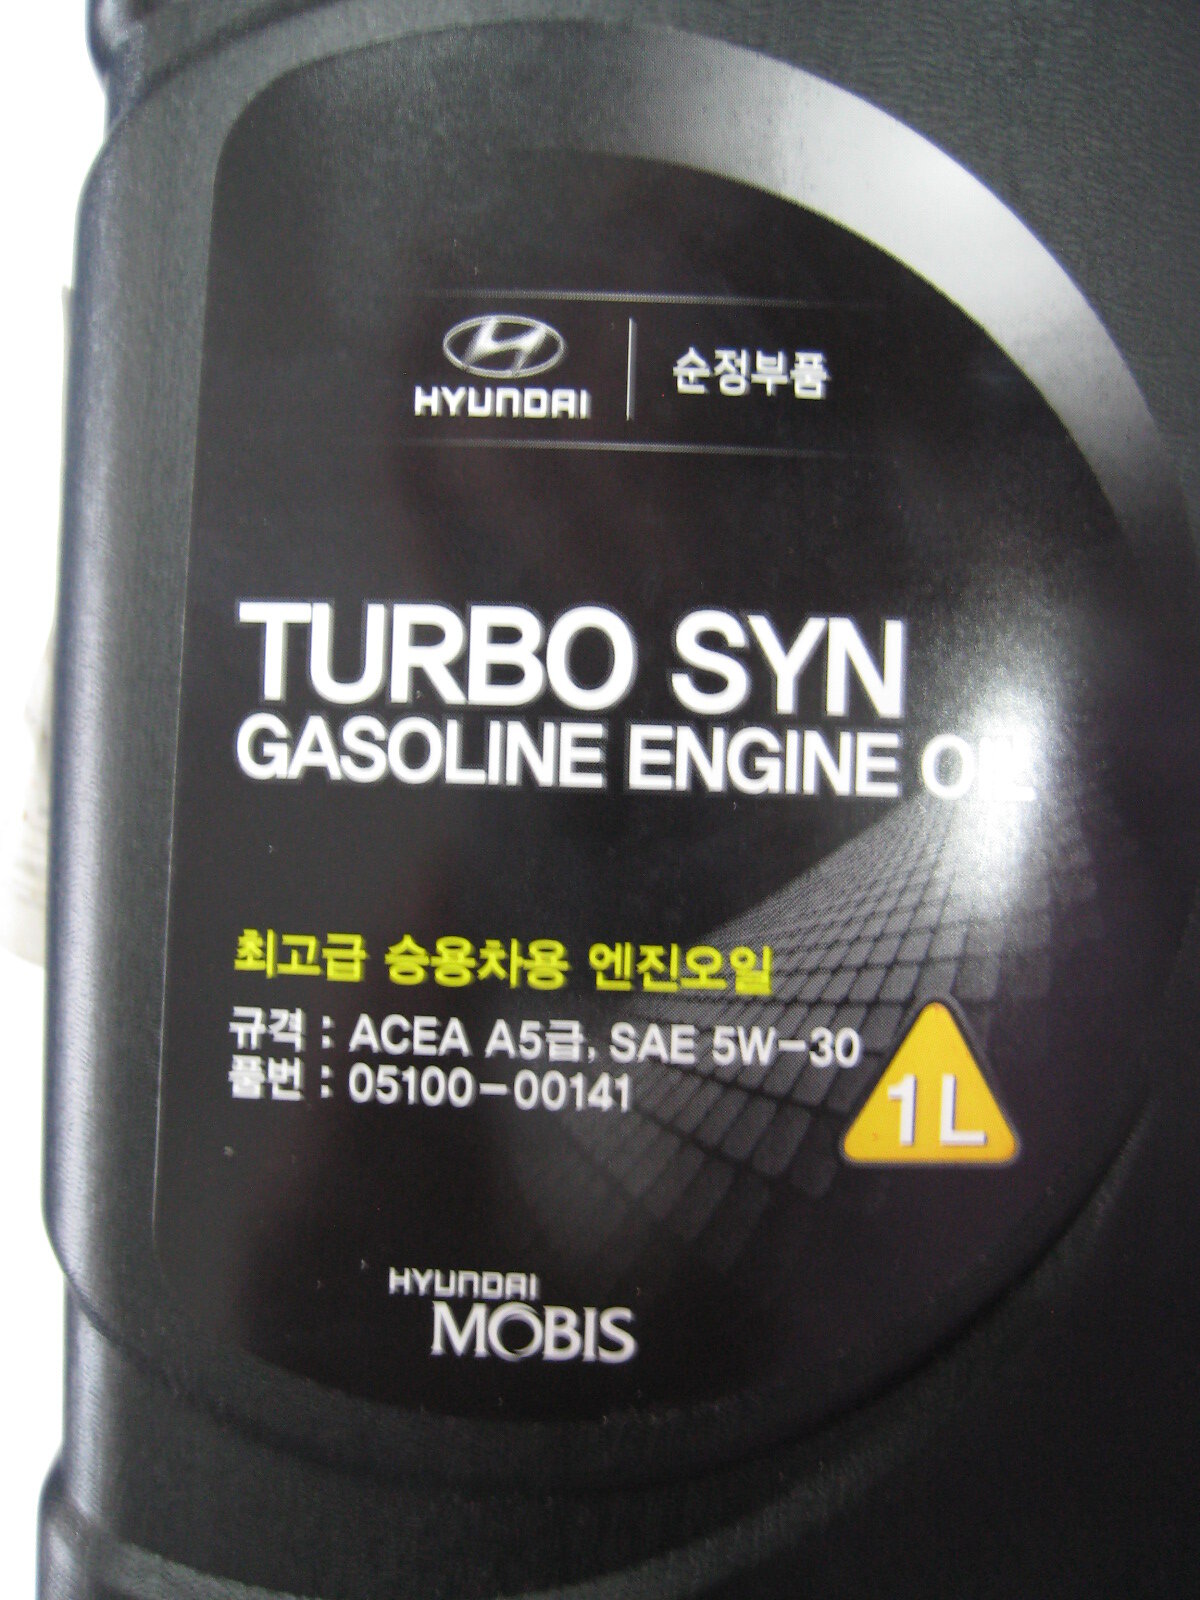 HYUNDAI 순정부품
TURBO SYN
GASOLINE ENGINE OIL
최고급 승용차용 엔진오일
규격 : ACEA A5급, SAE 5W-30
품번 : 05100-00141
1L
HYUNDAI
MOBIS